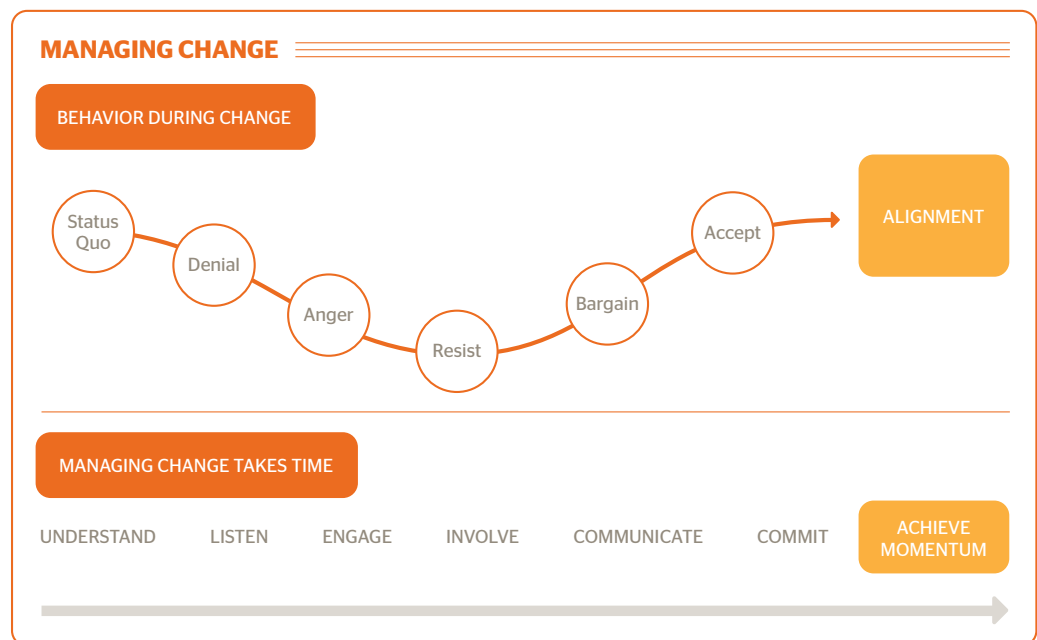 MANAGING CHANGE
BEHAVIOR DURING CHANGE
Status
Quo
Denial
Anger
Resist
Bargain
Accept
ALIGNMENT
MANAGING CHANGE TAKES TIME
UNDERSTAND
LISTEN
ENGAGE
INVOLVE
COMMUNICATE
COMMIT
ACHIEVE
MOMENTUM